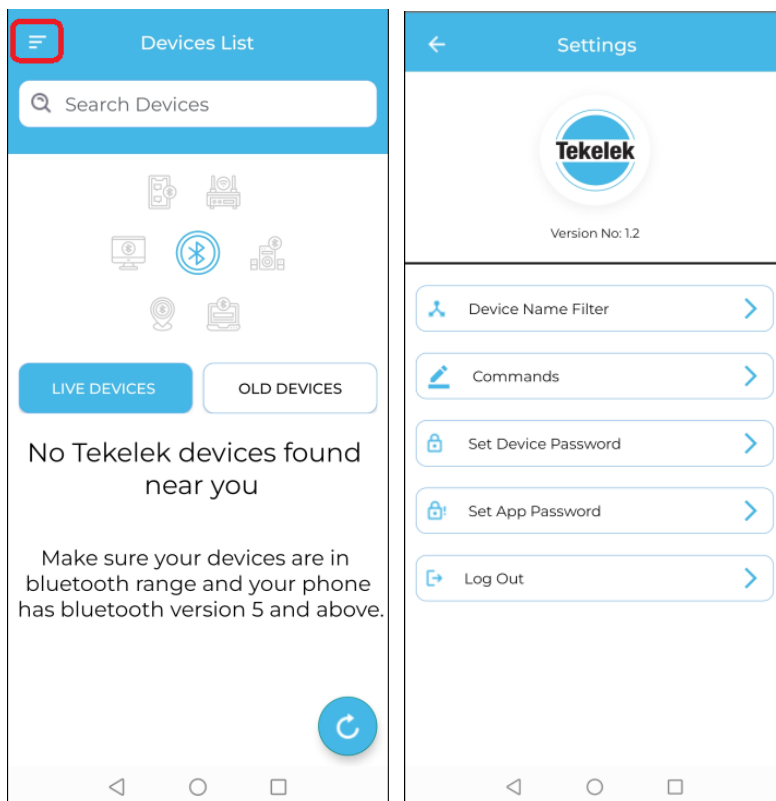 Devices List
Search Devices
LIVE DEVICES
OLD DEVICES
No Tekelek devices found
near you
Make sure your devices are in
bluetooth range and your phone
has bluetooth version 5 and above.
Settings
Tekelek
Version No: 1.2
Device Name Filter
Commands
Set Device Password
Set App Password
Log Out